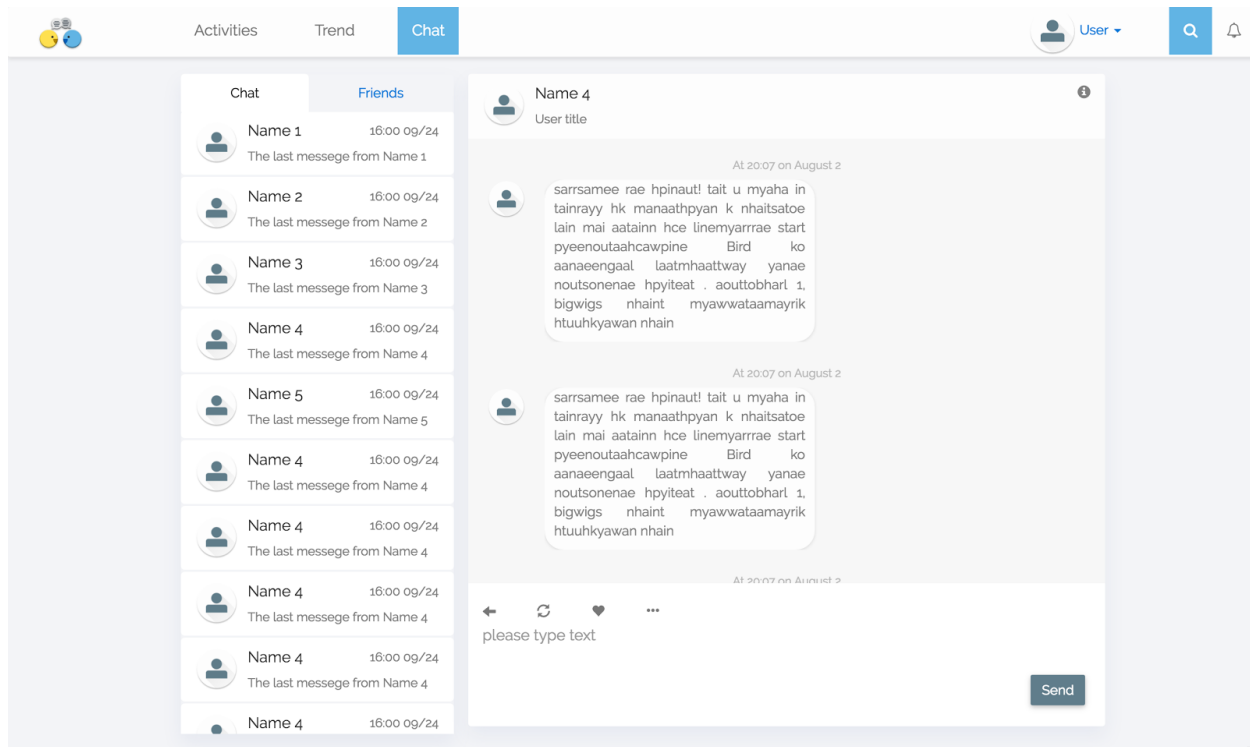 Activities
Trend
Chat
User
Chat
Friends
Name 1
16:00 09/24
The last messege from Name 1
Name 2
16:00 09/24
The last messege from Name 2
Name 3
16:00 09/24
The last messege from Name 3
Name 4
16:00 09/24
The last messege from Name 4
Name 5
16:00 09/24
The last messege from Name 5
Name 4
16:00 09/24
The last messege from Name 4
Name 4
16:00 09/24
The last messege from Name 4
Name 4
16:00 09/24
The last messege from Name 4
Name 4
16:00 09/24
The last messege from Name 4
Name 4
16:00 09/24
Name 4
User title
At 20:07 on August 2
sarrsamee rae hpinaut! tait u myaha in
tainrayy hk manaathpyan k nhaitsatoe
lain mai aatainn hce linemyarrrae start
pyeenoutaahcawpine Bird ko
aanaeengaal laatmhaattway yanae
noutsonenae hpyiteat . aouttobharl 1,
bigwigs nhaint myawwataamayrik
htuuhkyawan nhain
At 20:07 on August 2
sarrsamee rae hpinaut! tait u myaha in
tainrayy hk manaathpyan k nhaitsatoe
lain mai aatainn hce linemyarrrae start
pyeenoutaahcawpine Bird ko
aanaeengaal laatmhaattway yanae
noutsonenae hpyiteat . aouttobharl 1,
bigwigs nhaint myawwataamayrik
htuuhkyawan nhain
At 20:07 on August 2
please type text
Send